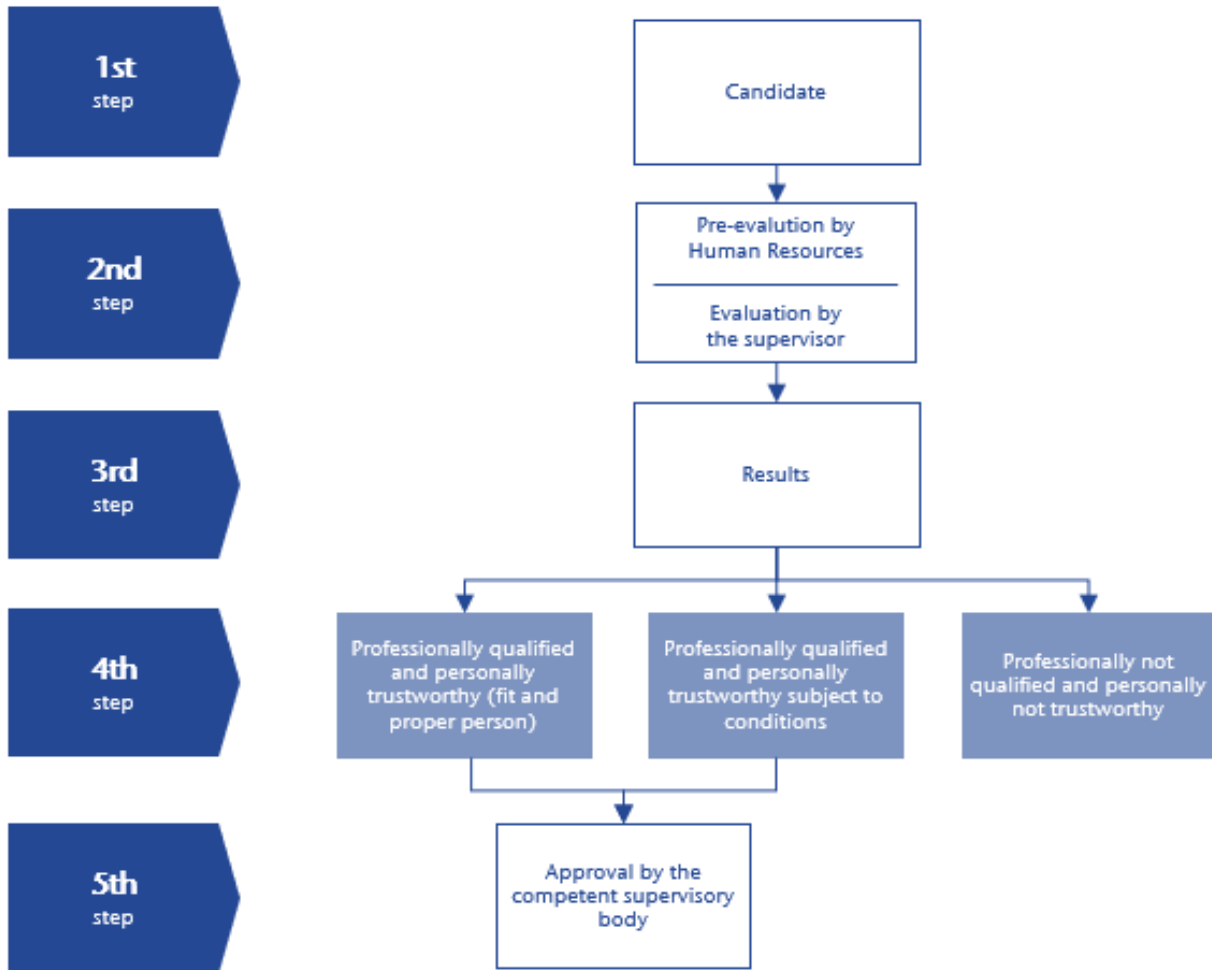 1st
step
Candidate
2nd
step
Pre-evalution by
Human Resources
Evaluation by
the supervisor
3rd
step
Results
4th
step
Professionally qualified
and personally
trustworthy (fit and
proper person)
Professionally qualified
and personally
trustworthy subject to
conditions
Professionally not
qualified and personally
not trustworthy
5th
step
Approval by the
competent supervisory
body